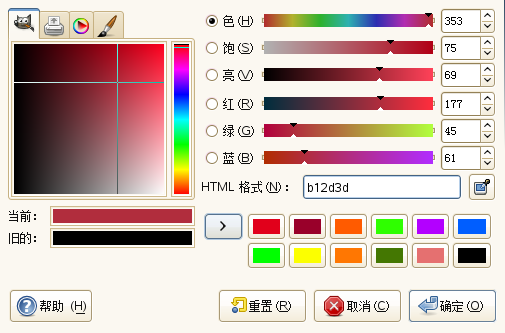 色(H) 353
饱(S) 75
亮(V) 69
红(R) 177
绿(G) 45
蓝(B) 61
HTML 格式(N)： b12d3d
当前：
旧的：
帮助 (H) 重置(R) 取消(C) 确定(O)